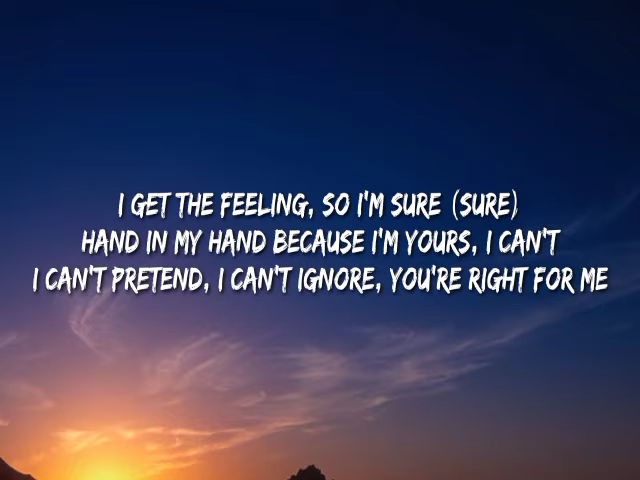 I GET THE FEELING, SO I'M SURE (SURE)
HAND IN MY HAND BECAUSE I'M YOURS, I CAN'T
I CAN'T PRETEND, I CAN'T IGNORE, YOU'RE RIGHT FOR ME